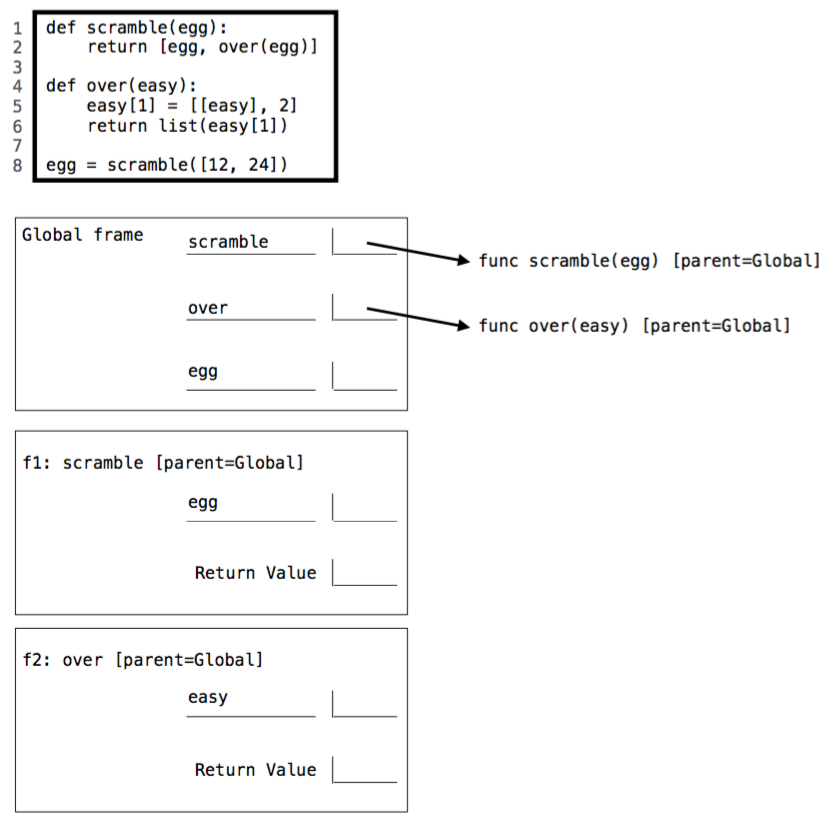 1 def scramble(egg):
2     return [egg, over(egg)]
3
4 def over(easy):
5     easy[1] = [[easy], 2]
6     return list(easy[1])
7
8 egg = scramble([12, 24])
Global frame
scramble
func scramble(egg) [parent=Global]
over
func over(easy) [parent=Global]
egg
f1: scramble [parent=Global]
egg
Return Value
f2: over [parent=Global]
easy
Return Value